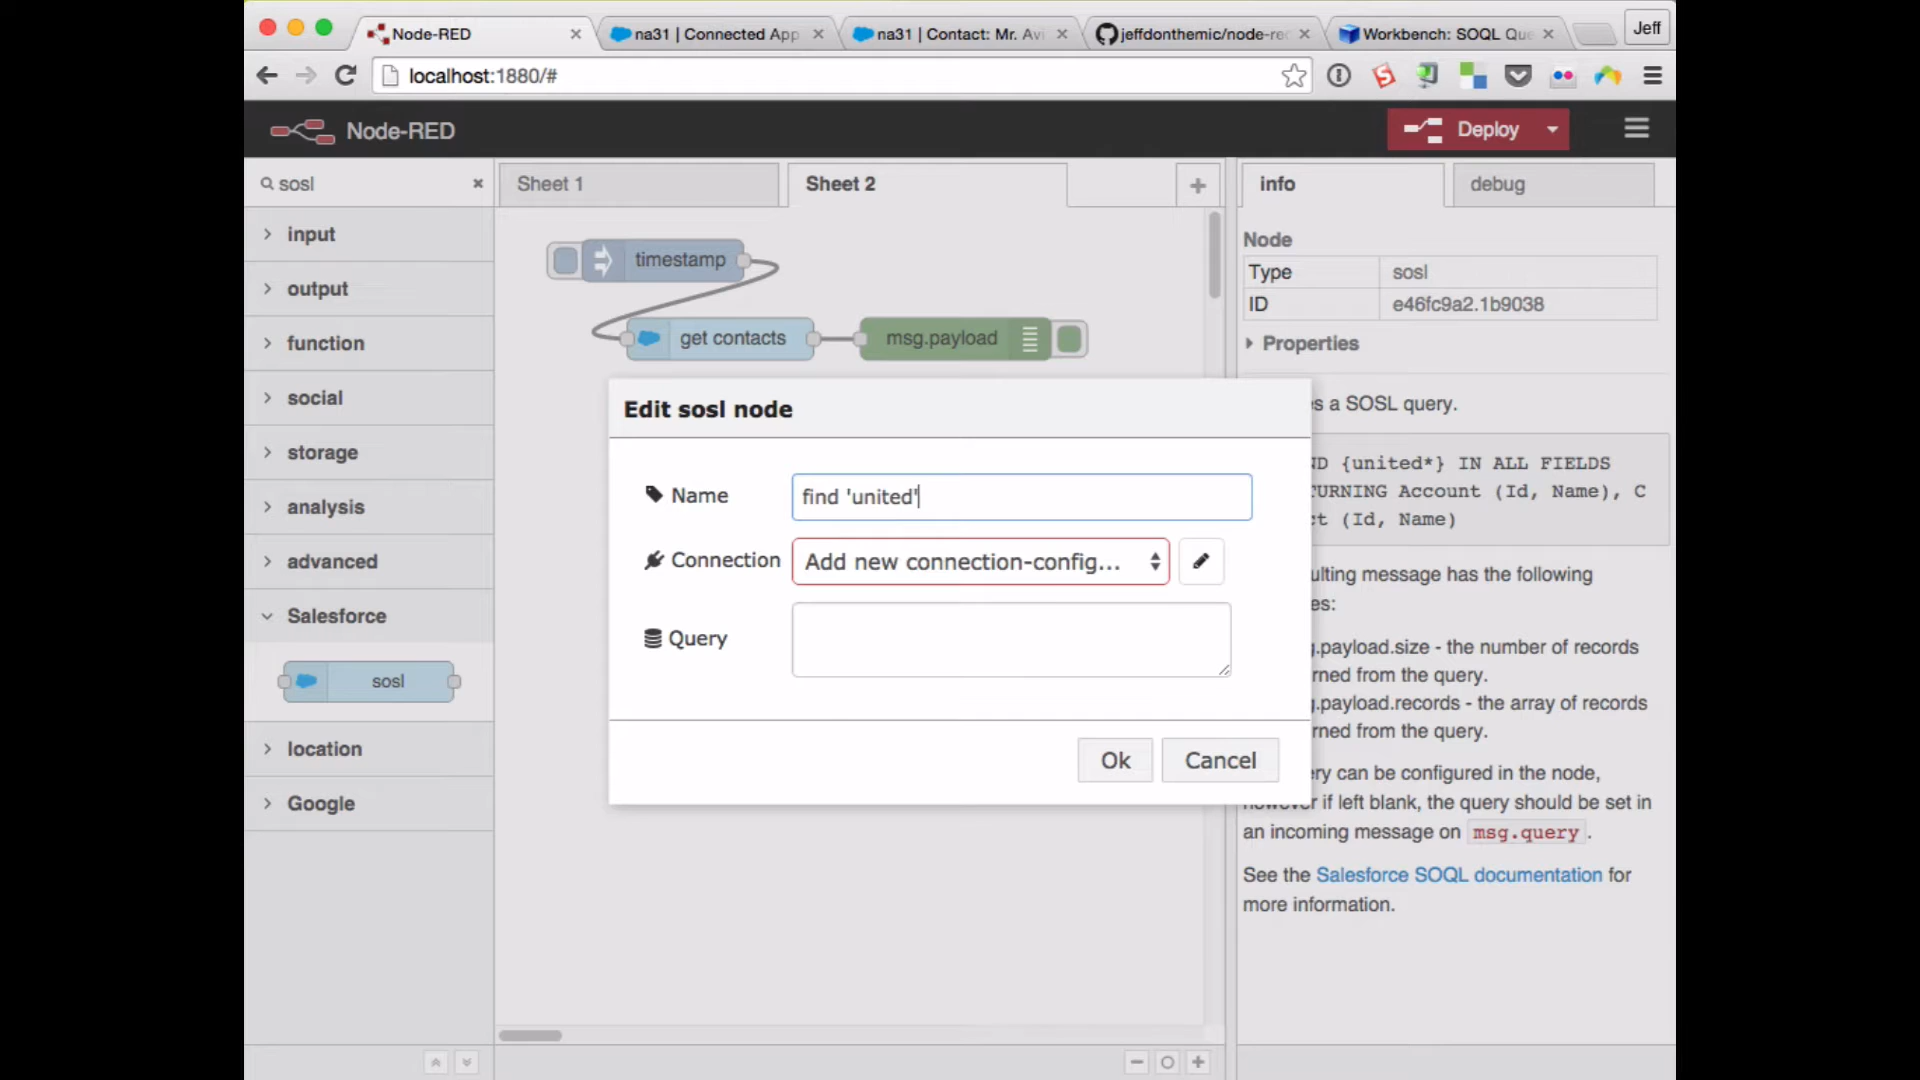 Node-RED
na31 | Connected App
na31 | Contact: Mr. Avi
jeffdonthemic/node-re
Workbench: SOQL Que
Jeff
localhost:1880/#
Node-RED
Deploy
sosl
Sheet 1
Sheet 2
info
debug
input
output
function
social
storage
analysis
advanced
Salesforce
sosl
location
Google
timestamp
get contacts
msg.payload
Edit sosl node
Name
find 'united'
Connection
Add new connection-config...
Query
Ok
Cancel
Node
Type sosl
ID e46fc9a2.1b9038
Properties
s a SOSL query.
ND {united*} IN ALL FIELDS
TURNING Account (Id, Name), C
ct (Id, Name)
ulting message has the following
es:
g.payload.size - the number of records
rned from the query.
g.payload.records - the array of records
rned from the query.
ry can be configured in the node,
however if left blank, the query should be set in
an incoming message on msg.query .
See the Salesforce SOQL documentation for
more information.